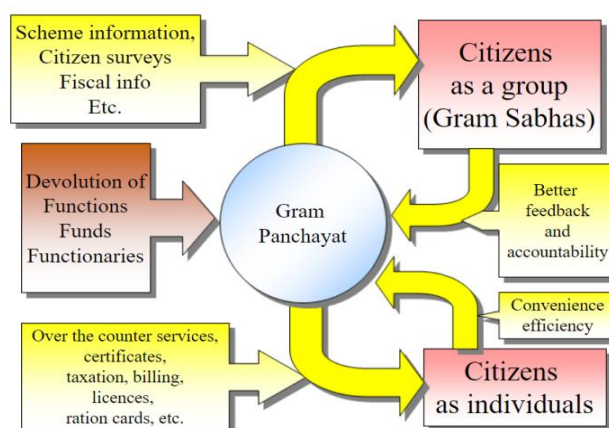 Scheme information,
Citizen surveys
Fiscal info
Etc.
Citizens
as a group
(Gram Sabhas)
Devolution of
Functions
Funds
Functionaries
Gram
Panchayat
Better
feedback
and
accountability
Convenience
efficiency
Over the counter services,
certificates,
taxation, billing,
licences,
ration cards, etc.
Citizens
as individuals